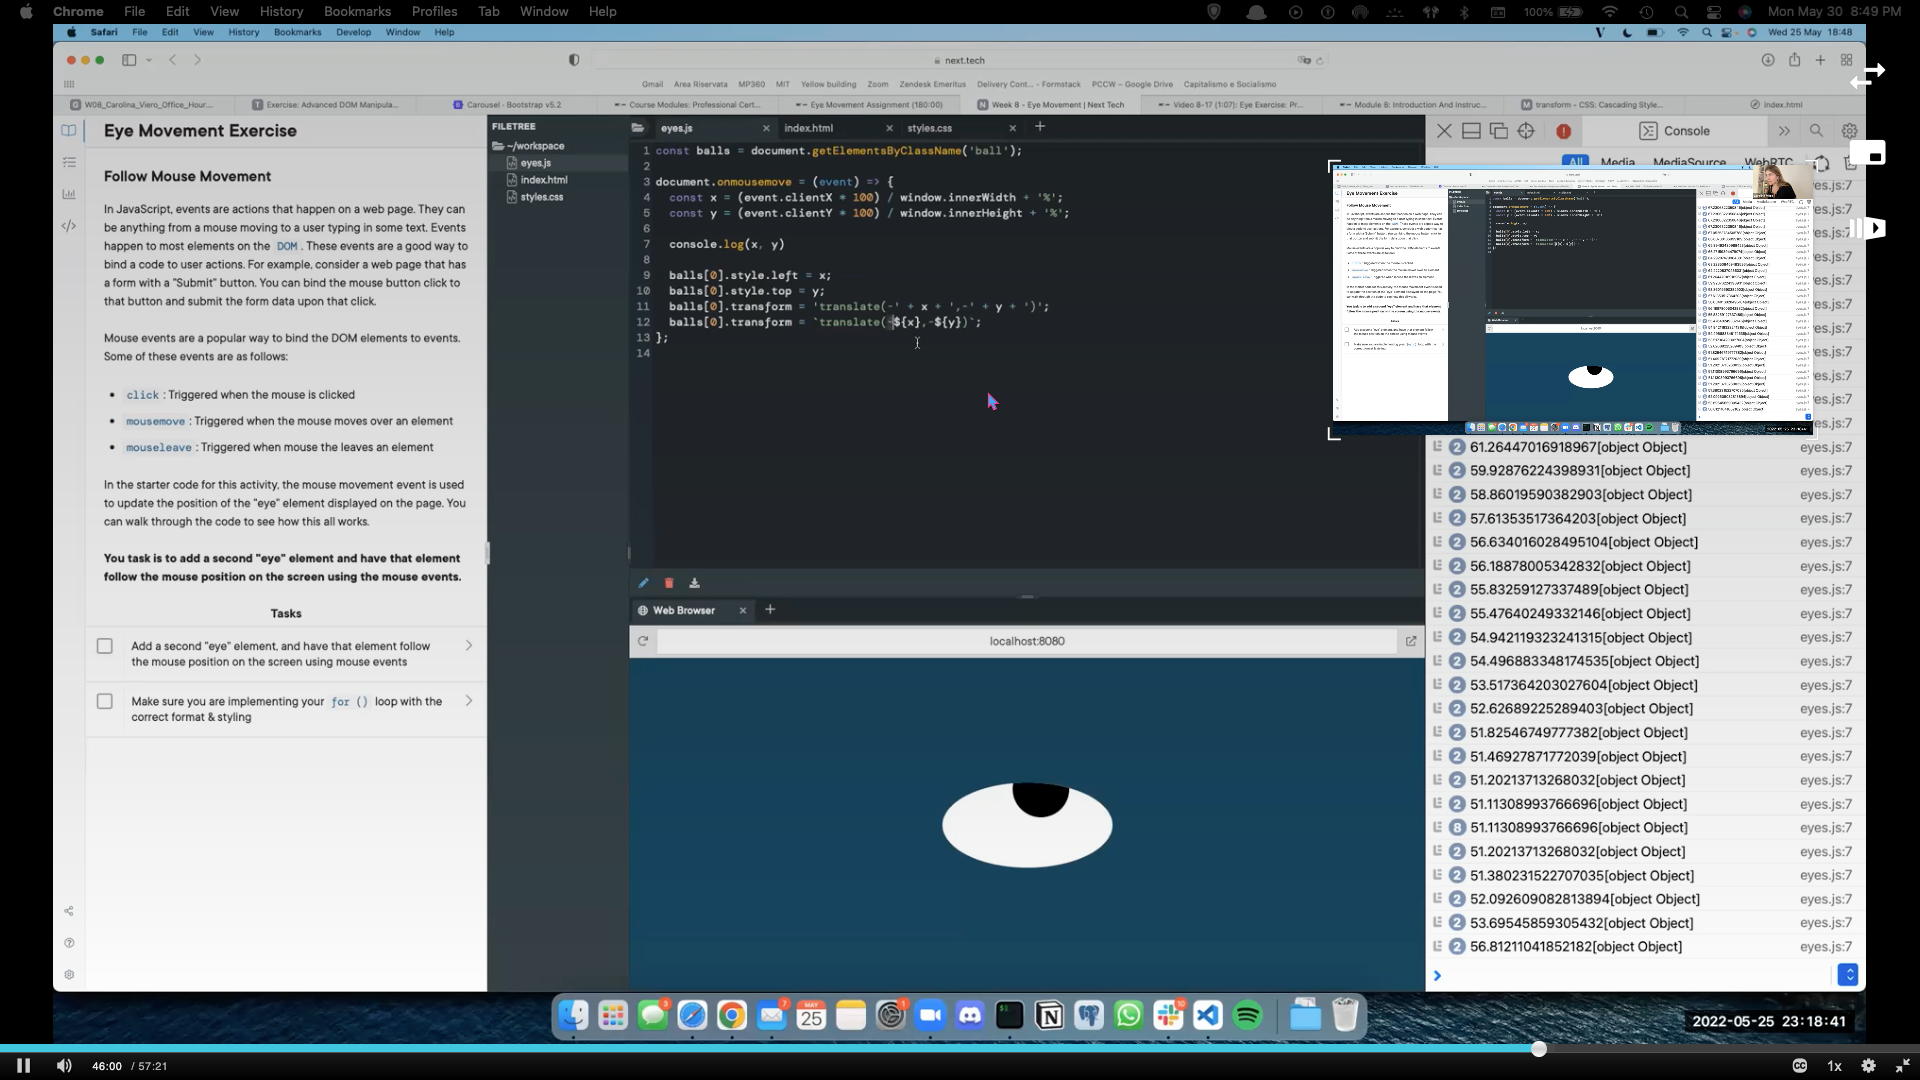 Chrome File Edit View History Bookmarks Profiles Tab Window Help
100% Mon May 30 8:49 PM
Safari File Edit View History Bookmarks Develop Window Help
Wed 25 May 18:48
next.tech
Gmail Area Riservata MP360 MIT Yellow building Zoom Zendesk Emeritus Delivery Cont... - Formstack PCCW – Google Drive Capitalismo e Socialismo
W08_Carolina_Viero_Office_Hour... Exercise: Advanced DOM Manipula... Carousel · Bootstrap v5.2 Course Modules: Professional Cert... Eye Movement Assignment (180:00) Week 8 - Eye Movement | Next Tech Video 8-17 (1:07): Eye Exercise: Pr... Module 8: Introduction And Instruc... transform - CSS: Cascading Style... index.html
Eye Movement Exercise
Follow Mouse Movement
In JavaScript, events are actions that happen on a web page. They can
be anything from a mouse moving to a user typing in some text. Events
happen to most elements on the DOM . These events are a good way to
bind a code to user actions. For example, consider a web page that has
a form with a "Submit" button. You can bind the mouse button click to
that button and submit the form data upon that click.
Mouse events are a popular way to bind the DOM elements to events.
Some of these events are as follows:
• click : Triggered when the mouse is clicked
• mousemove : Triggered when the mouse moves over an element
• mouseleave : Triggered when mouse the leaves an element
In the starter code for this activity, the mouse movement event is used
to update the position of the "eye" element displayed on the page. You
can walk through the code to see how this all works.
You task is to add a second "eye" element and have that element
follow the mouse position on the screen using the mouse events.
Tasks
Add a second "eye" element, and have that element follow
the mouse position on the screen using mouse events
Make sure you are implementing your for () loop with the
correct format & styling
FILETREE
~/workspace
eyes.js
index.html
styles.css
eyes.js index.html styles.css
1 const balls = document.getElementsByClassName('ball');
2
3 document.onmousemove = (event) => {
4 const x = (event.clientX * 100) / window.innerWidth + '%';
5 const y = (event.clientY * 100) / window.innerHeight + '%';
6
7 console.log(x, y)
8
9 balls[0].style.left = x;
10 balls[0].style.top = y;
11 balls[0].transform = 'translate(-' + x + ',-' + y + ')';
12 balls[0].transform = `translate(-${x},-${y})`;
13 };
14
Web Browser
localhost:8080
Console
All Media MediaSource WebRTC
2 61.26447016918967[object Object] eyes.js:7
2 59.92876224398931[object Object] eyes.js:7
2 58.86019590382903[object Object] eyes.js:7
2 57.61353517364203[object Object] eyes.js:7
2 56.634016028495104[object Object] eyes.js:7
2 56.18878005342832[object Object] eyes.js:7
2 55.83259127337489[object Object] eyes.js:7
2 55.47640249332146[object Object] eyes.js:7
2 54.942119323241315[object Object] eyes.js:7
2 54.496883348174535[object Object] eyes.js:7
2 53.517364203027604[object Object] eyes.js:7
2 52.62689225289403[object Object] eyes.js:7
2 51.82546749777382[object Object] eyes.js:7
2 51.46927871772039[object Object] eyes.js:7
2 51.20213713268032[object Object] eyes.js:7
2 51.11308993766696[object Object] eyes.js:7
8 51.11308993766696[object Object] eyes.js:7
2 51.20213713268032[object Object] eyes.js:7
2 51.380231522707035[object Object] eyes.js:7
2 52.092609082813894[object Object] eyes.js:7
2 53.69545859305432[object Object] eyes.js:7
2 56.81211041852182[object Object] eyes.js:7
MAY
25
2022-05-25 23:18:41
46:00 / 57:21
1x